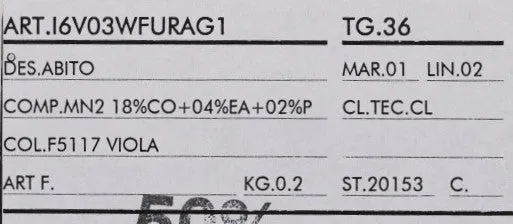 ART.I6V03WFURAG1 TG.36
DES.ABITO MAR.01 LIN.02
COMP.MN2 18%CO+04%EA+02%P CL.TEC.CL
COL.F5117 VIOLA
ART F. KG.0.2 ST.20153 C.